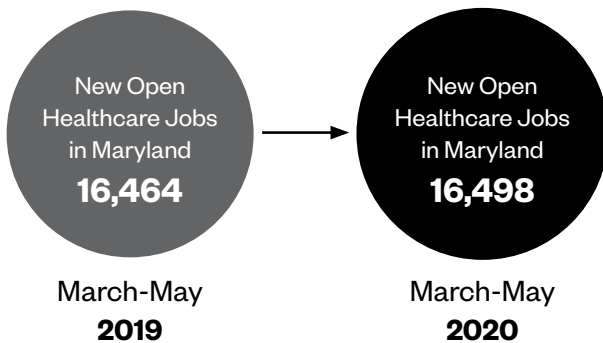 New Open
Healthcare Jobs
in Maryland
16,464
March-May
2019
New Open
Healthcare Jobs
in Maryland
16,498
March-May
2020